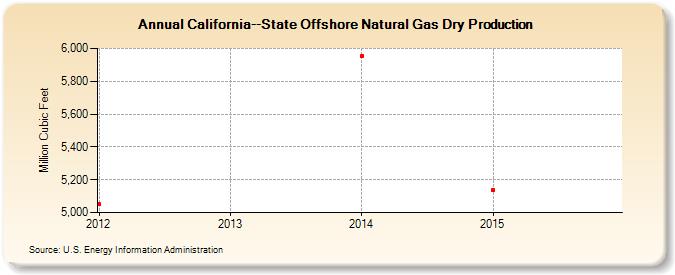 Annual California--State Offshore Natural Gas Dry Production
Million Cubic Feet
6,000
5,800
5,600
5,400
5,200
5,000
2012 2013 2014 2015
Source: U.S. Energy Information Administration